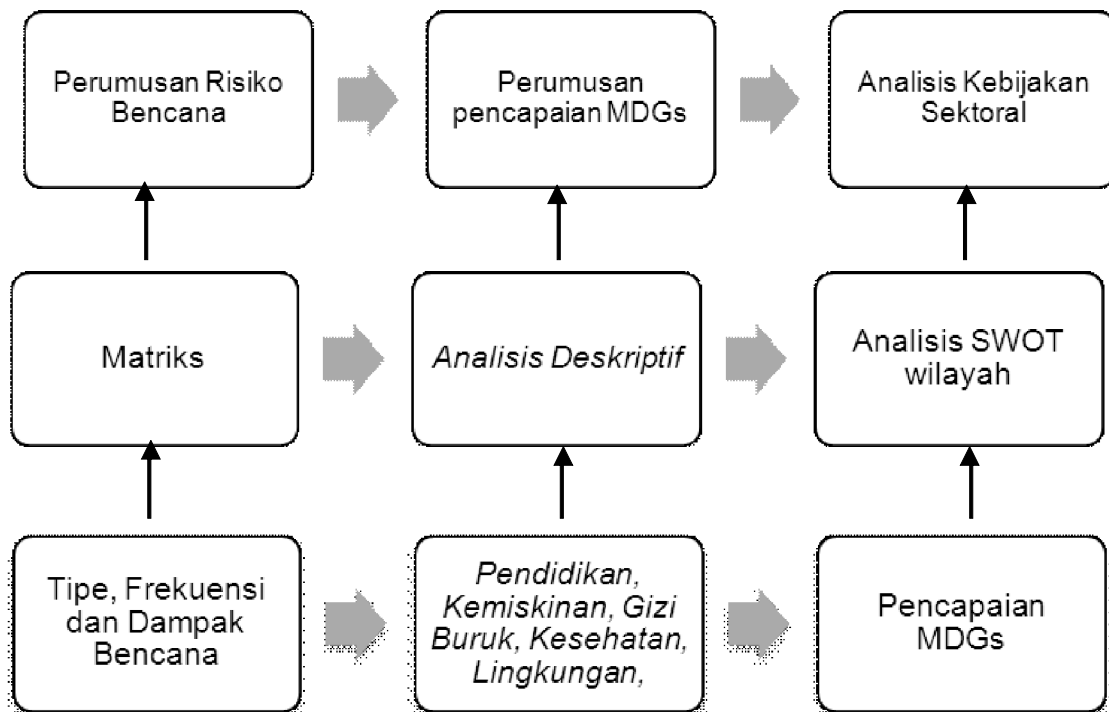 Perumusan Risiko
Bencana
Perumusan
pencapaian MDGs
Analisis Kebijakan
Sektoral
Matriks
Analisis Deskriptif
Analisis SWOT
wilayah
Tipe, Frekuensi
dan Dampak
Bencana
Pendidikan,
Kemiskinan, Gizi
Buruk, Kesehatan,
Lingkungan,
Pencapaian
MDGs